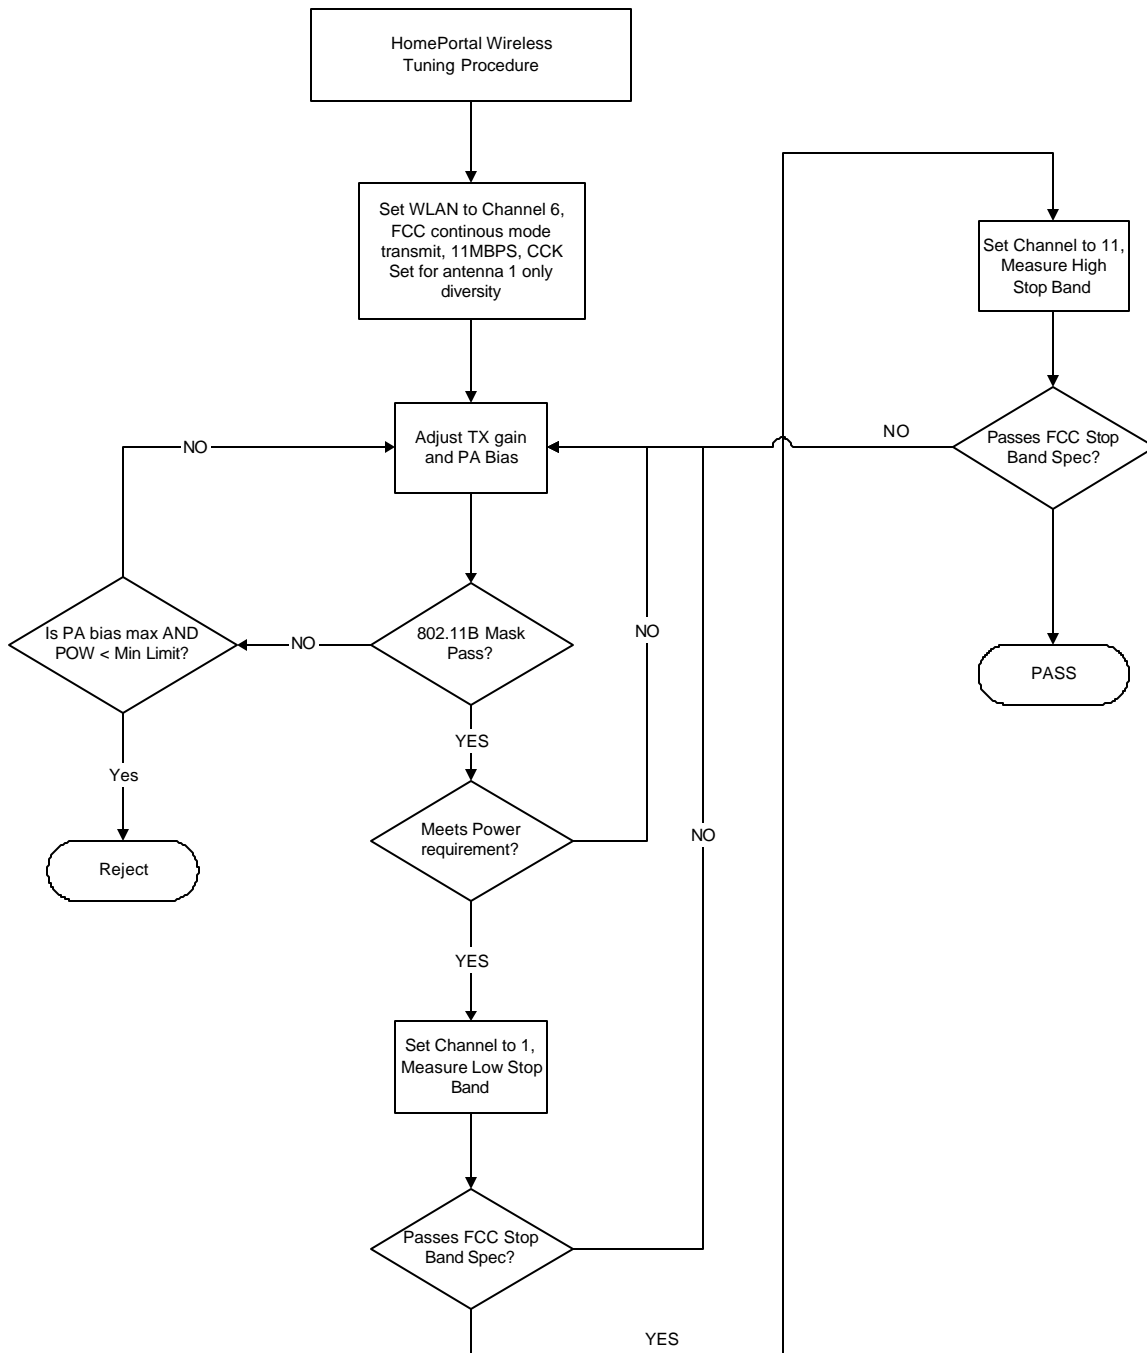 HomePortal Wireless
Tuning Procedure
Set WLAN to Channel 6,
FCC continous mode
transmit, 11MBPS, CCK
Set for antenna 1 only
diversity
Set Channel to 11,
Measure High
Stop Band
Adjust TX gain
and PA Bias
NO
NO
Passes FCC Stop
Band Spec?
Is PA bias max AND
POW < Min Limit?
NO
802.11B Mask
Pass?
NO
PASS
YES
Yes
Meets Power
requirement?
NO
Reject
YES
Set Channel to 1,
Measure Low Stop
Band
Passes FCC Stop
Band Spec?
YES